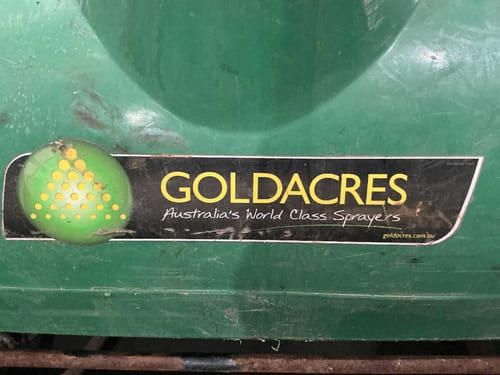 GOLDACRES
Australia's World Class Sprayers
goldacres.com.au